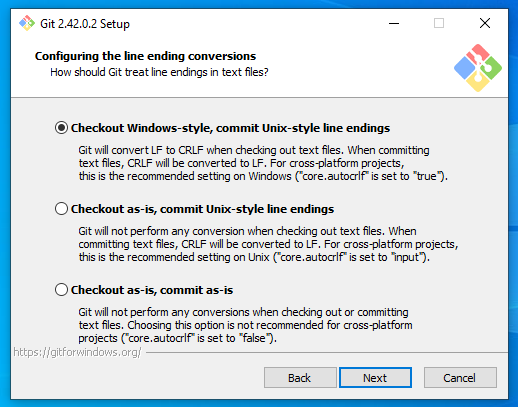 Git 2.42.0.2 Setup
Configuring the line ending conversions
How should Git treat line endings in text files?
Checkout Windows-style, commit Unix-style line endings
Git will convert LF to CRLF when checking out text files. When committing
text files, CRLF will be converted to LF. For cross-platform projects,
this is the recommended setting on Windows ("core.autocrlf" is set to "true").
Checkout as-is, commit Unix-style line endings
Git will not perform any conversion when checking out text files. When
committing text files, CRLF will be converted to LF. For cross-platform projects,
this is the recommended setting on Unix ("core.autocrlf" is set to "input").
Checkout as-is, commit as-is
Git will not perform any conversions when checking out or committing
text files. Choosing this option is not recommended for cross-platform
projects ("core.autocrlf" is set to "false").
https://gitforwindows.org/
Back
Next
Cancel